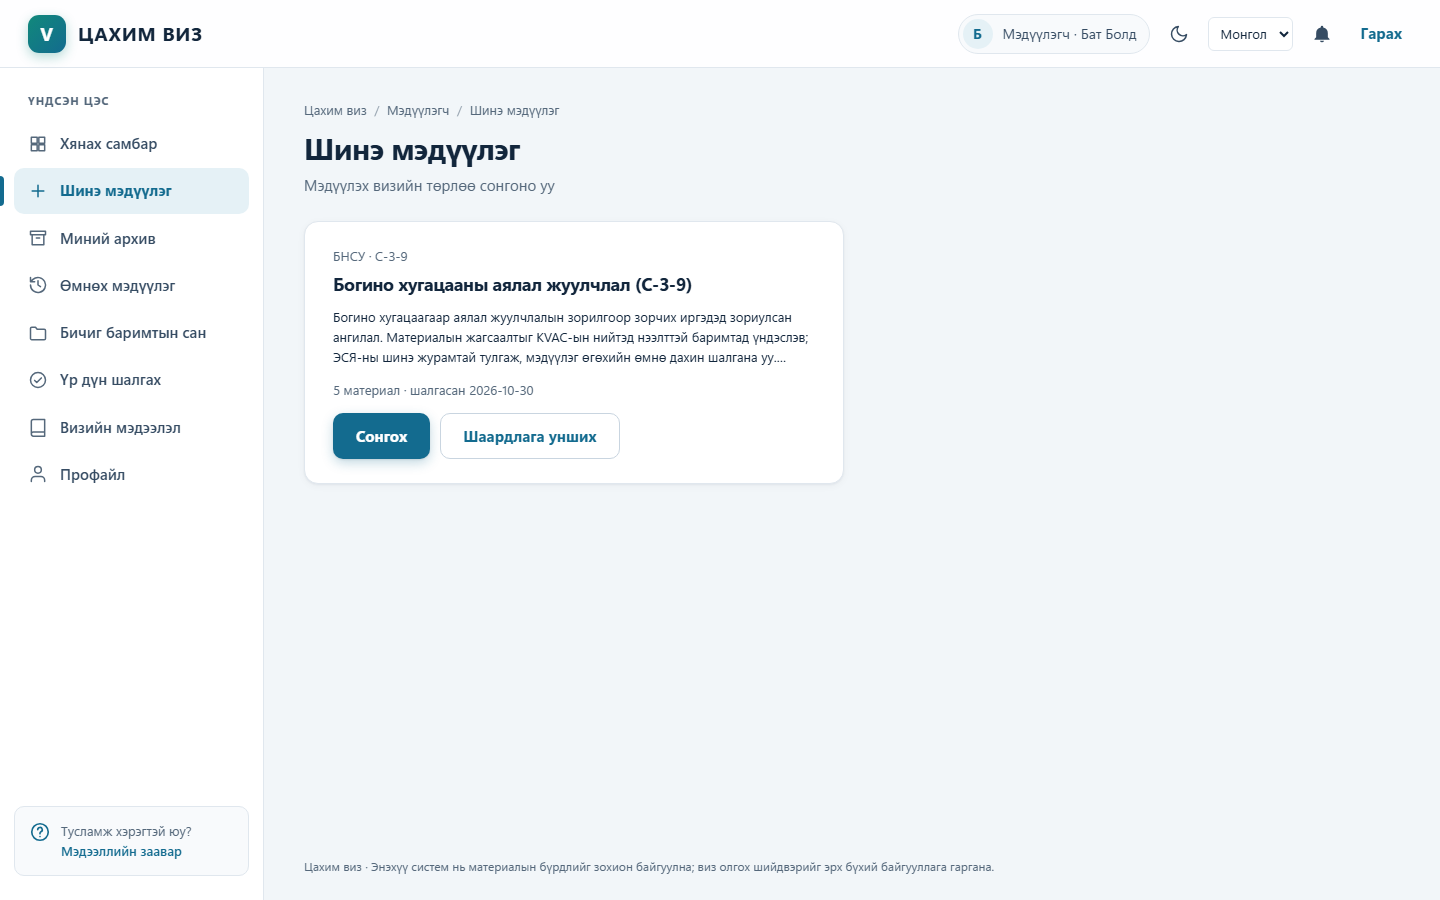 V ЦАХИМ ВИЗ
Б Мэдүүлэгч · Бат Болд
Монгол
Гарах
ҮНДСЭН ЦЭС
Хянах самбар
Шинэ мэдүүлэг
Миний архив
Өмнөх мэдүүлэг
Бичиг баримтын сан
Үр дүн шалгах
Визийн мэдээлэл
Профайл
Тусламж хэрэгтэй юу?
Мэдээллийн заавар
Цахим виз / Мэдүүлэгч / Шинэ мэдүүлэг
Шинэ мэдүүлэг
Мэдүүлэх визийн төрлөө сонгоно уу
БНСУ · C-3-9
Богино хугацааны аялал жуулчлал (C-3-9)
Богино хугацаагаар аялал жуулчлалын зорилгоор зорчих иргэдэд зориулсан
ангилал. Материалын жагсаалтыг KVAC-ын нийтэд нээлттэй баримтад үндэслэв;
ЭСЯ-ны шинэ журамтай тулгаж, мэдүүлэг өгөхийн өмнө дахин шалгана уу....
5 материал · шалгасан 2026-10-30
Сонгох
Шаардлага унших
Цахим виз · Энэхүү систем нь материалын бүрдлийг зохион байгуулна; виз олгох шийдвэрийг эрх бүхий байгууллага гаргана.